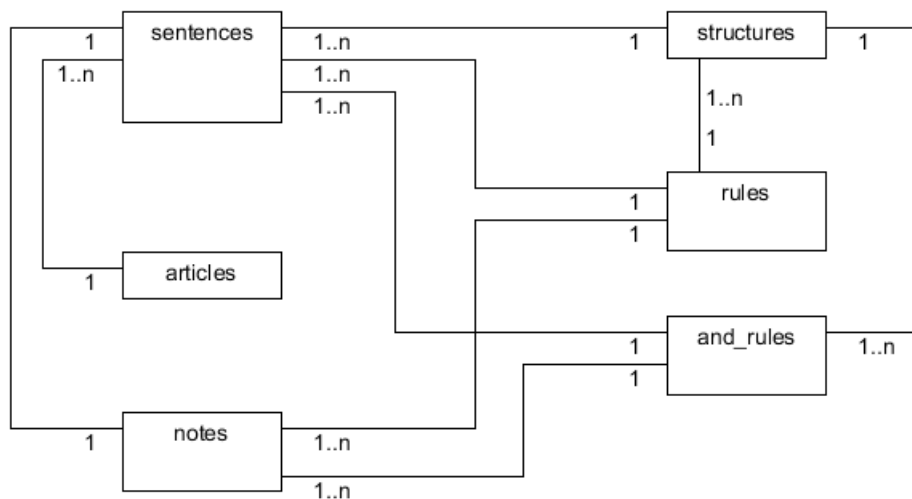 sentences
structures
1
1..n
1
1
1..n
1..n
1..n
1..n
1
rules
1
1
articles
1
and_rules
1
1..n
1
notes
1
1..n
1..n